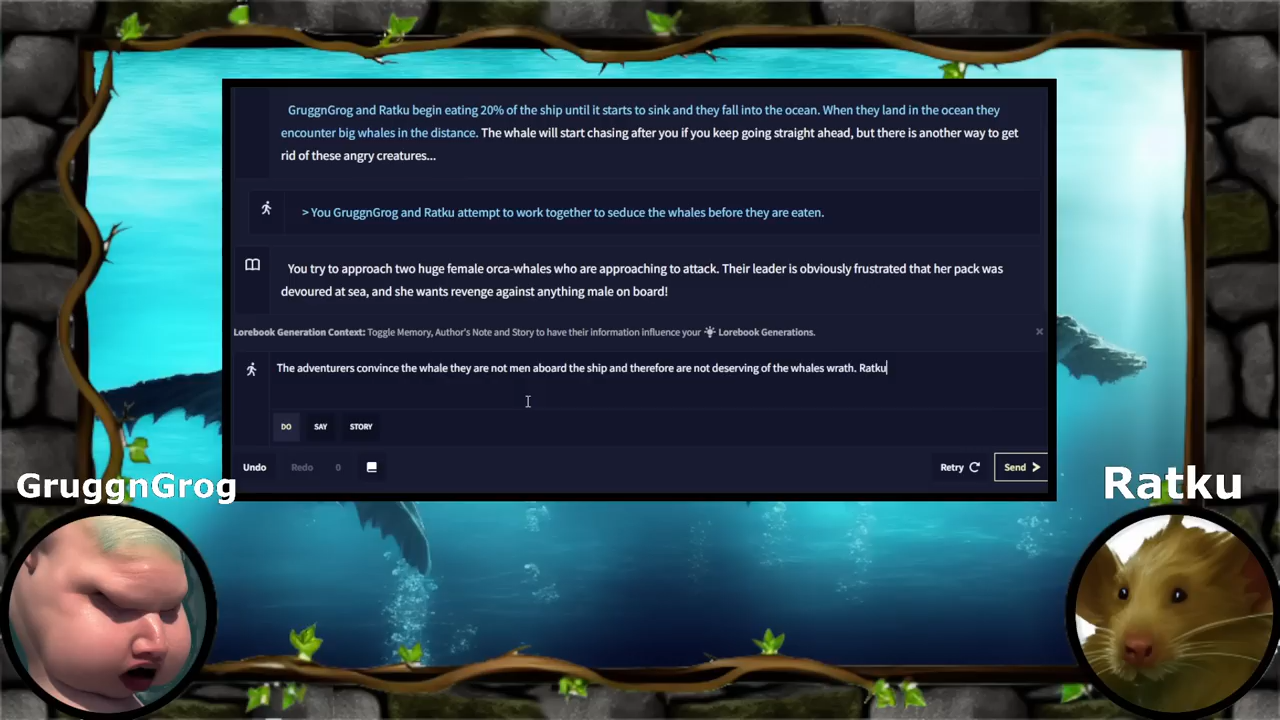 GruggnGrog and Ratku begin eating 20% of the ship until it starts to sink and they fall into the ocean. When they land in the ocean they
encounter big whales in the distance. The whale will start chasing after you if you keep going straight ahead, but there is another way to get
rid of these angry creatures...
> You GruggnGrog and Ratku attempt to work together to seduce the whales before they are eaten.
You try to approach two huge female orca-whales who are approaching to attack. Their leader is obviously frustrated that her pack was
devoured at sea, and she wants revenge against anything male on board!
Lorebook Generation Context: Toggle Memory, Author's Note and Story to have their information influence your Lorebook Generations.
The adventurers convince the whale they are not men aboard the ship and therefore are not deserving of the whales wrath. Ratku
DO SAY STORY
Undo Redo 0 Retry Send
GruggnGrog
Ratku